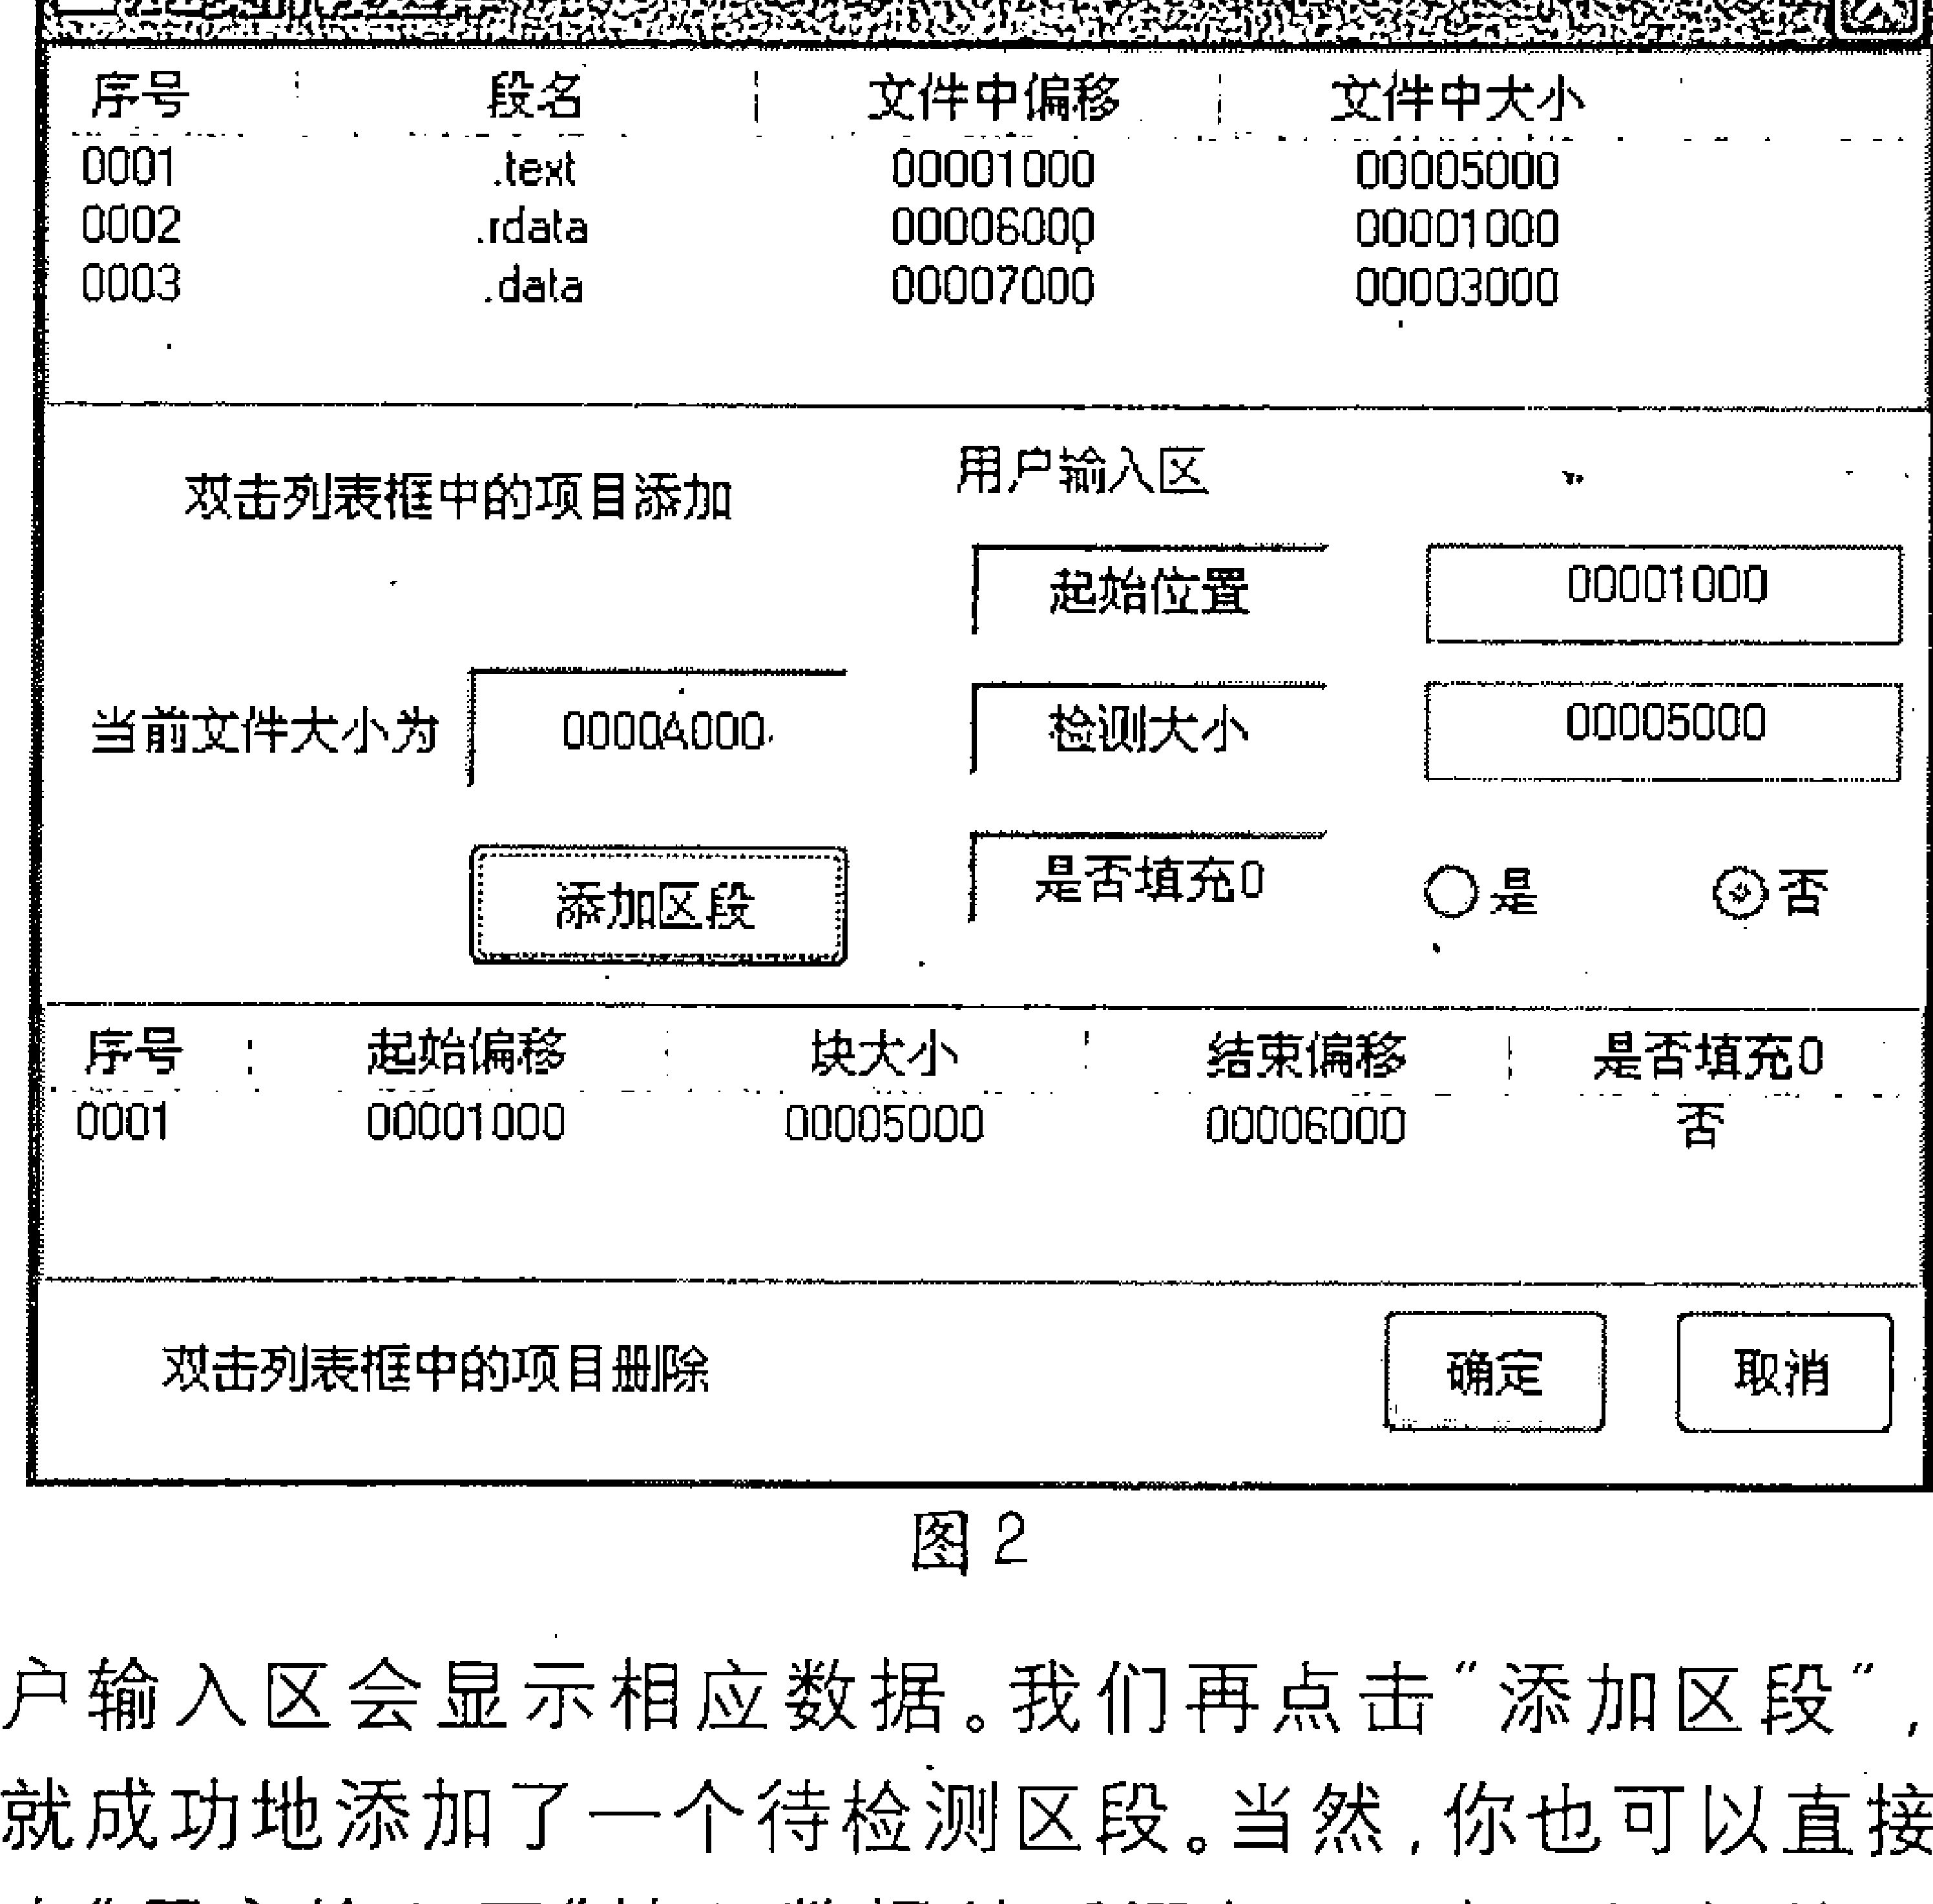 序号 段名 文件中偏移 文件中大小
0001 .text 00001000 00005000
0002 .rdata 00006000 00001000
0003 .data 00007000 00003000
双击列表框中的项目添加
用户输入区
起始位置 00001000
当前文件大小为 0000A000
检测大小 00005000
添加区段
是否填充0 是 否
序号 起始偏移 块大小 结束偏移 是否填充0
0001 00001000 00005000 00006000 否
双击列表框中的项目删除
确定 取消
图2
户输入区会显示相应数据。我们再点击"添加区段",
就成功地添加了一个待检测区段。当然,你也可以直接